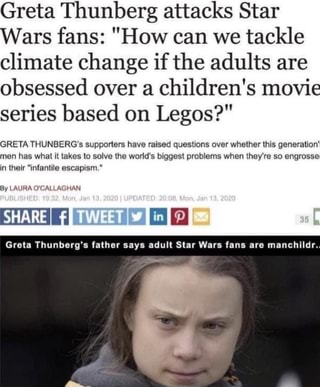 Greta Thunberg attacks Star
Wars fans: "How can we tackle
climate change if the adults are
obsessed over a children's movie
series based on Legos?"
GRETA THUNBERG's supporters have raised questions over whether this generation'
men has what it takes to solve the world's biggest problems when they're so engrosse
in their "infantile escapism."
By LAURA O'CALLAGHAN
PUBLISHED: 19:32, Mon, Jan 13, 2020 | UPDATED: 20:08, Mon, Jan 13, 2020
SHARE f TWEET in
35
Greta Thunberg's father says adult Star Wars fans are manchildr..